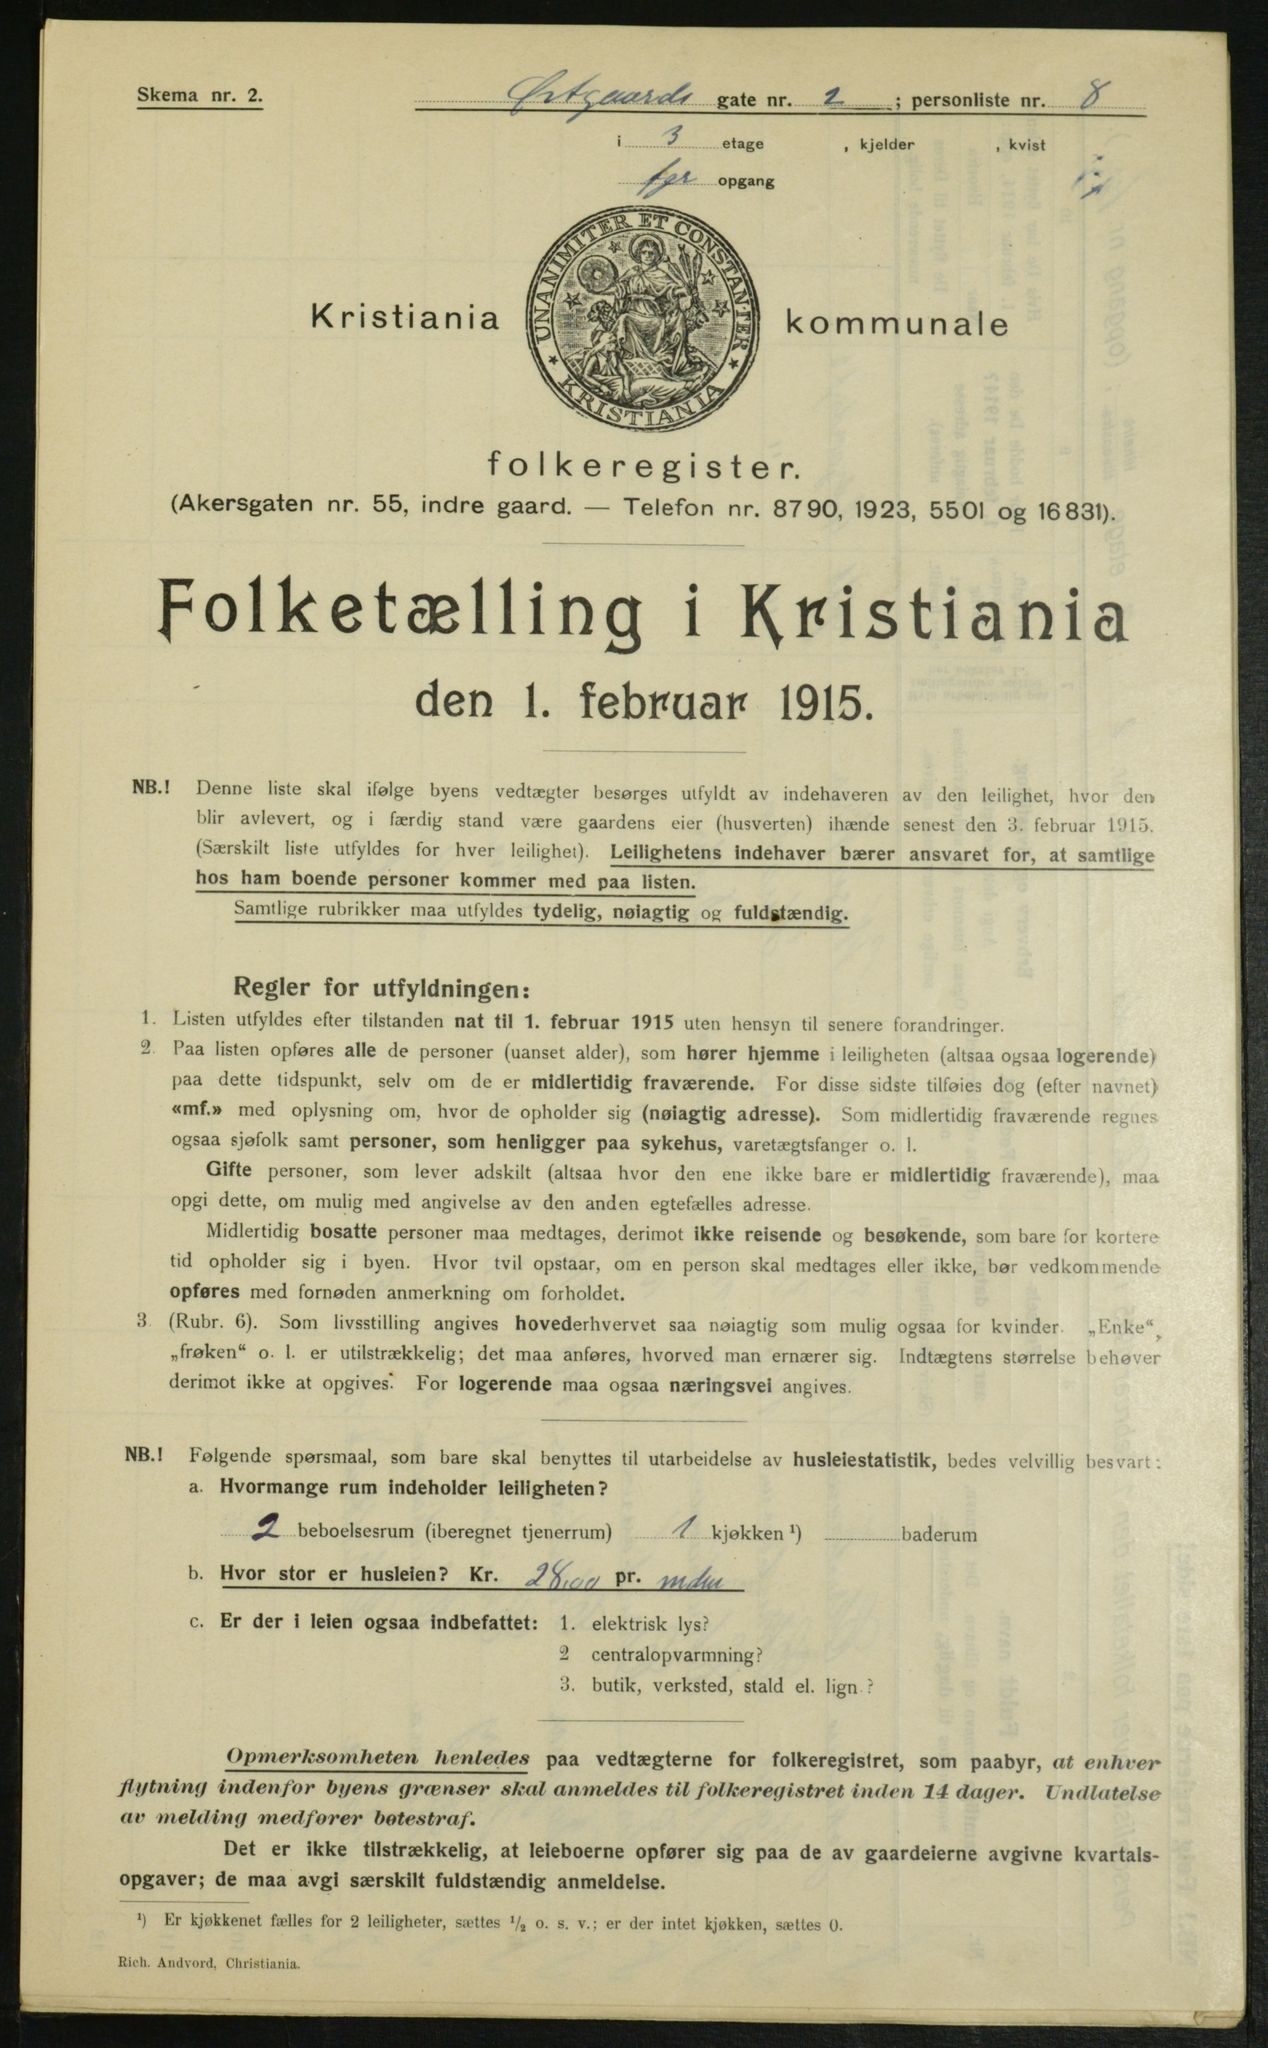 Skema nr. 2.
Østgaards gate nr. 2 ; personliste nr. 8
i 3 etage , kjelder , kvist
opgang
UNANIMITER ET CONSTANTER
KRISTIANIA
Kristiania kommunale
folkeregister.
(Akersgaten nr. 55, indre gaard. — Telefon nr. 8790, 1923, 5501 og 16831).
Folketælling i Kristiania
den 1. februar 1915.
NB.! Denne liste skal ifølge byens vedtægter besørges utfyldt av indehaveren av den leilighet, hvor den
blir avlevert, og i færdig stand være gaardens eier (husverten) ihænde senest den 3. februar 1915.
(Særskilt liste utfyldes for hver leilighet). Leilighetens indehaver bærer ansvaret for, at samtlige
hos ham boende personer kommer med paa listen.
Samtlige rubrikker maa utfyldes tydelig, nøiagtig og fuldstændig.
Regler for utfyldningen:
1. Listen utfyldes efter tilstanden nat til 1. februar 1915 uten hensyn til senere forandringer.
2. Paa listen opføres alle de personer (uanset alder), som hører hjemme i leiligheten (altsaa ogsaa logerende)
paa dette tidspunkt, selv om de er midlertidig fraværende. For disse sidste tilføies dog (efter navnet)
«mf.» med oplysning om, hvor de opholder sig (nøiagtig adresse). Som midlertidig fraværende regnes
ogsaa sjøfolk samt personer, som henligger paa sykehus, varetægtsfanger o. l.
Gifte personer, som lever adskilt (altsaa hvor den ene ikke bare er midlertidig fraværende), maa
opgi dette, om mulig med angivelse av den anden egtefælles adresse.
Midlertidig bosatte personer maa medtages, derimot ikke reisende og besøkende, som bare for kortere
tid opholder sig i byen. Hvor tvil opstaar, om en person skal medtages eller ikke, bør vedkommende
opføres med fornøden anmerkning om forholdet.
3. (Rubr. 6). Som livsstilling angives hovederhvervet saa nøiagtig som mulig ogsaa for kvinder. „Enke“,
„frøken“ o. l. er utilstrækkelig; det maa anføres, hvorved man ernærer sig. Indtægtens størrelse behøver
derimot ikke at opgives. For logerende maa ogsaa næringsvei angives.
NB.! Følgende spørsmaal, som bare skal benyttes til utarbeidelse av husleiestatistik, bedes velvillig besvart:
a. Hvormange rum indeholder leiligheten?
2 beboelsesrum (iberegnet tjenerrum) 1 kjøkken ¹) baderum
b. Hvor stor er husleien? Kr. 28,00 pr. mdn
c. Er der i leien ogsaa indbefattet: 1. elektrisk lys?
2 centralopvarmning?
3. butik, verksted, stald el. lign.?
Opmerksomheten henledes paa vedtægterne for folkeregistret, som paabyr, at enhver
flytning indenfor byens grænser skal anmeldes til folkeregistret inden 14 dager. Undlatelse
av melding medfører bøtestraf.
Det er ikke tilstrækkelig, at leieboerne opfører sig paa de av gaardeierne avgivne kvartals-
opgaver; de maa avgi særskilt fuldstændig anmeldelse.
¹) Er kjøkkenet fælles for 2 leiligheter, sættes ½ o. s. v.; er der intet kjøkken, sættes 0.
Rich. Andvord, Christiania.